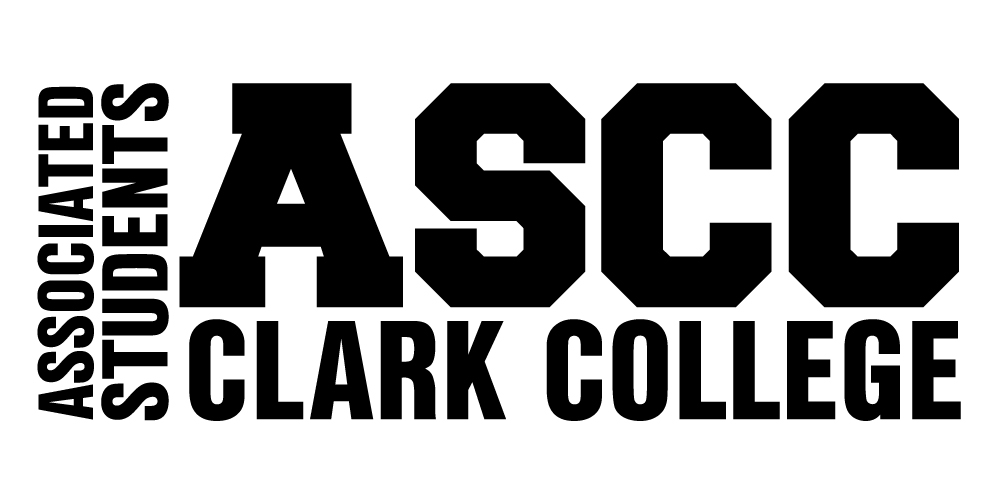 ASSOCIATED
STUDENTS
ASCC
CLARK COLLEGE